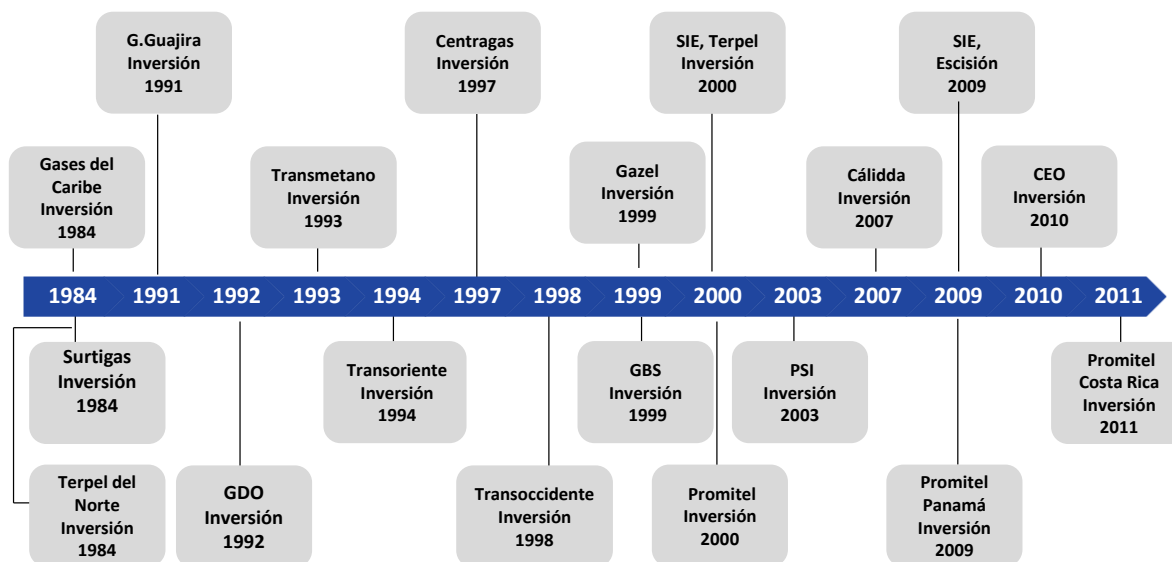 G.Guajira
Inversión
1991
Centragas
Inversión
1997
SIE, Terpel
Inversión
2000
SIE,
Escisión
2009
Gases del
Caribe
Inversión
1984
Transmetano
Inversión
1993
Gazel
Inversión
1999
Cálidda
Inversión
2007
CEO
Inversión
2010
1984 1991 1992 1993 1994 1997 1998 1999 2000 2003 2007 2009 2010 2011
Surtigas
Inversión
1984
Transoriente
Inversión
1994
GBS
Inversión
1999
PSI
Inversión
2003
Promitel
Costa Rica
Inversión
2011
Terpel del
Norte
Inversión
1984
GDO
Inversión
1992
Transoccidente
Inversión
1998
Promitel
Inversión
2000
Promitel
Panamá
Inversión
2009